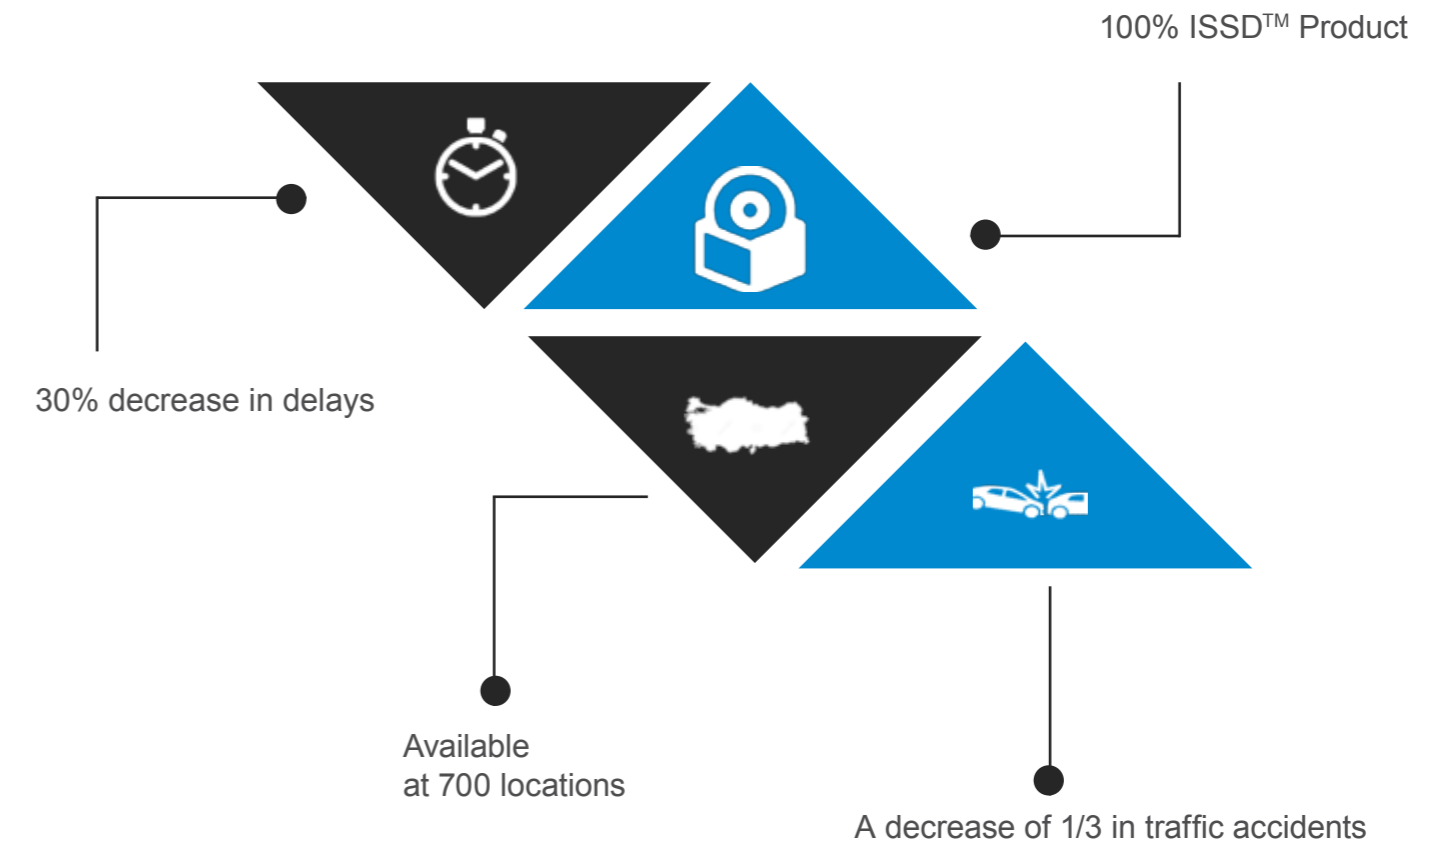 100% ISSD™ Product
30% decrease in delays
Available
at 700 locations
A decrease of 1/3 in traffic accidents